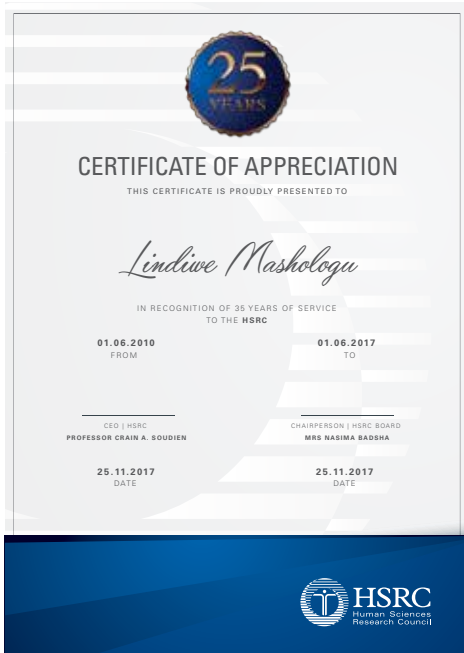 25
YEARS
CERTIFICATE OF APPRECIATION
THIS CERTIFICATE IS PROUDLY PRESENTED TO
Lindiwe Mashologu
IN RECOGNITION OF 35 YEARS OF SERVICE
TO THE HSRC
01.06.2010
FROM
01.06.2017
TO
CEO | HSRC
PROFESSOR CRAIN A. SOUDIEN
CHAIRPERSON | HSRC BOARD
MRS NASIMA BADSHA
25.11.2017
DATE
25.11.2017
DATE
HSRC
Human Sciences
Research Council